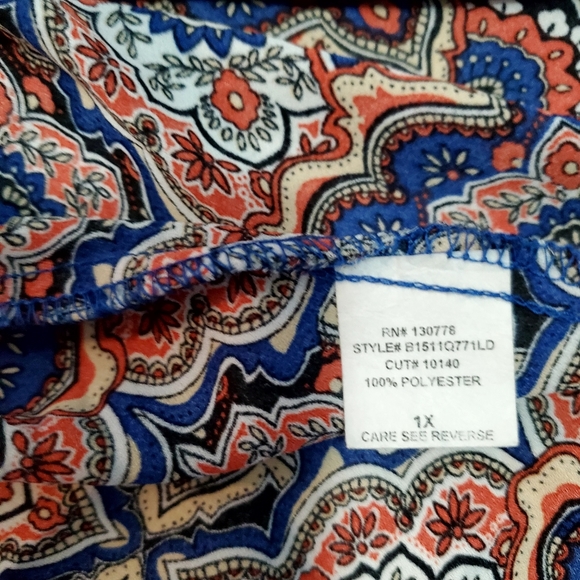 RN# 130778
STYLE# B1511Q771LD
CUT# 10140
100% POLYESTER
1X
CARE SEE REVERSE